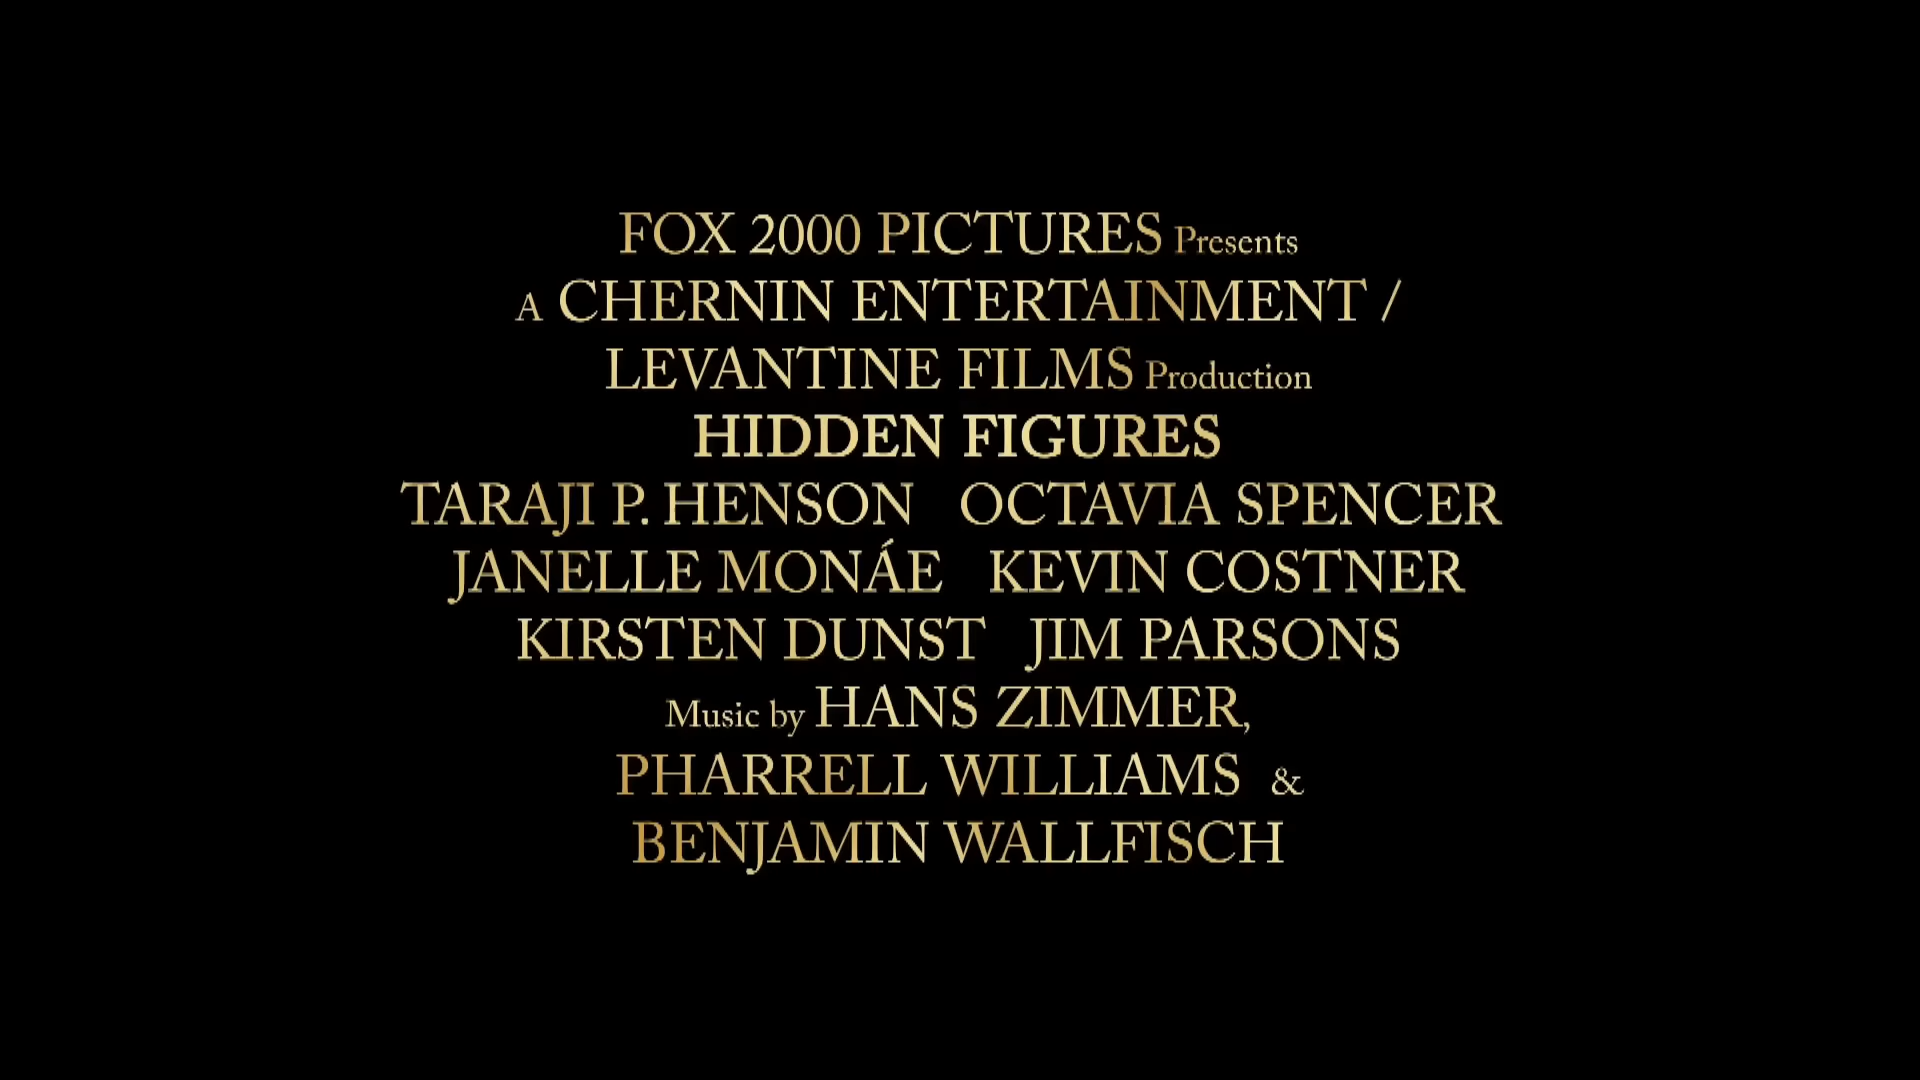 FOX 2000 PICTURES Presents
A CHERNIN ENTERTAINMENT /
LEVANTINE FILMS Production
HIDDEN FIGURES
TARAJI P. HENSON OCTAVIA SPENCER
JANELLE MONÁE KEVIN COSTNER
KIRSTEN DUNST JIM PARSONS
Music by HANS ZIMMER,
PHARRELL WILLIAMS &
BENJAMIN WALLFISCH